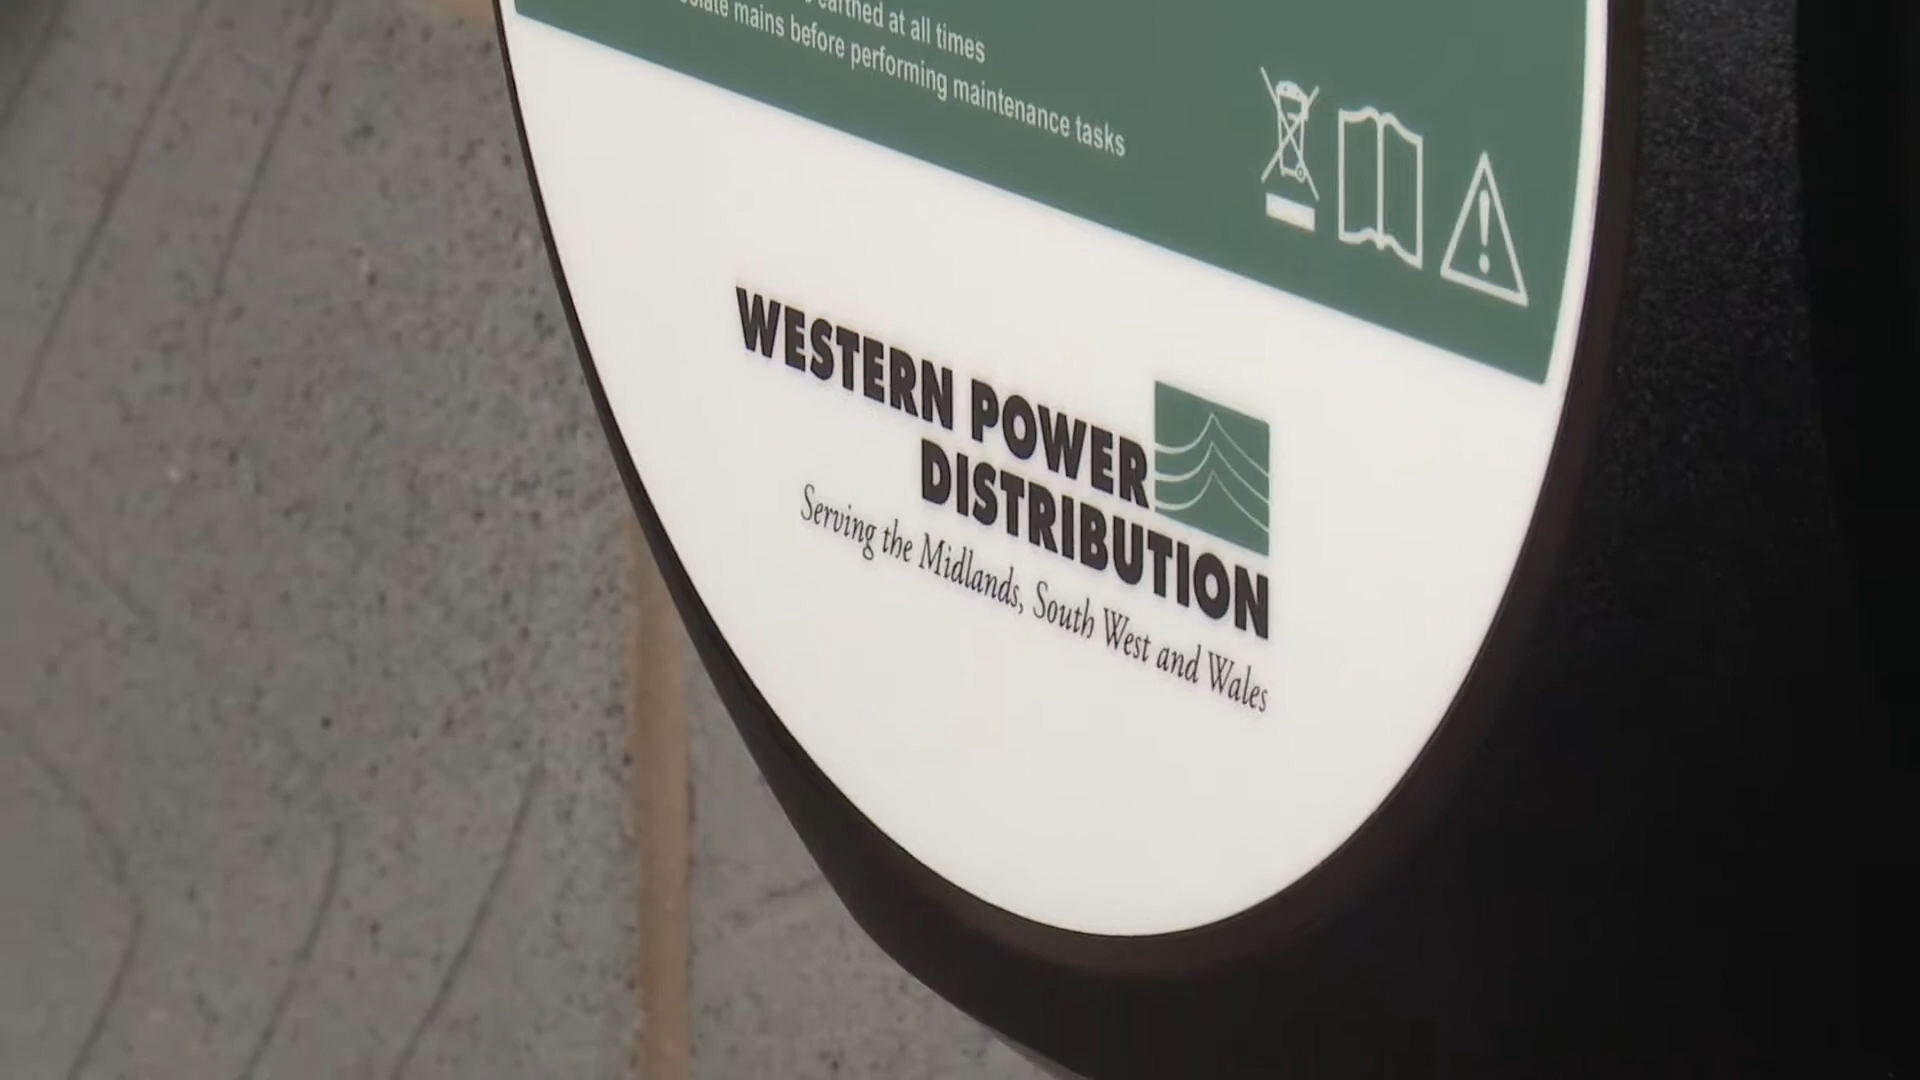 earthed at all times
mains before performing maintenance tasks
WESTERN POWER
DISTRIBUTION
Serving the Midlands, South West and Wales